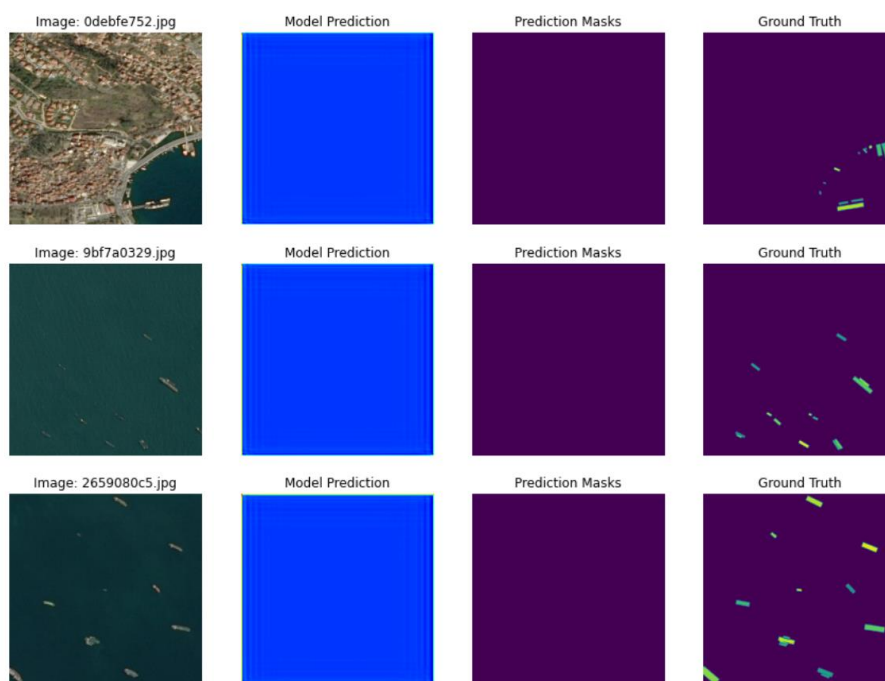 Image: 0debfe752.jpg Model Prediction Prediction Masks Ground Truth
Image: 9bf7a0329.jpg Model Prediction Prediction Masks Ground Truth
Image: 2659080c5.jpg Model Prediction Prediction Masks Ground Truth